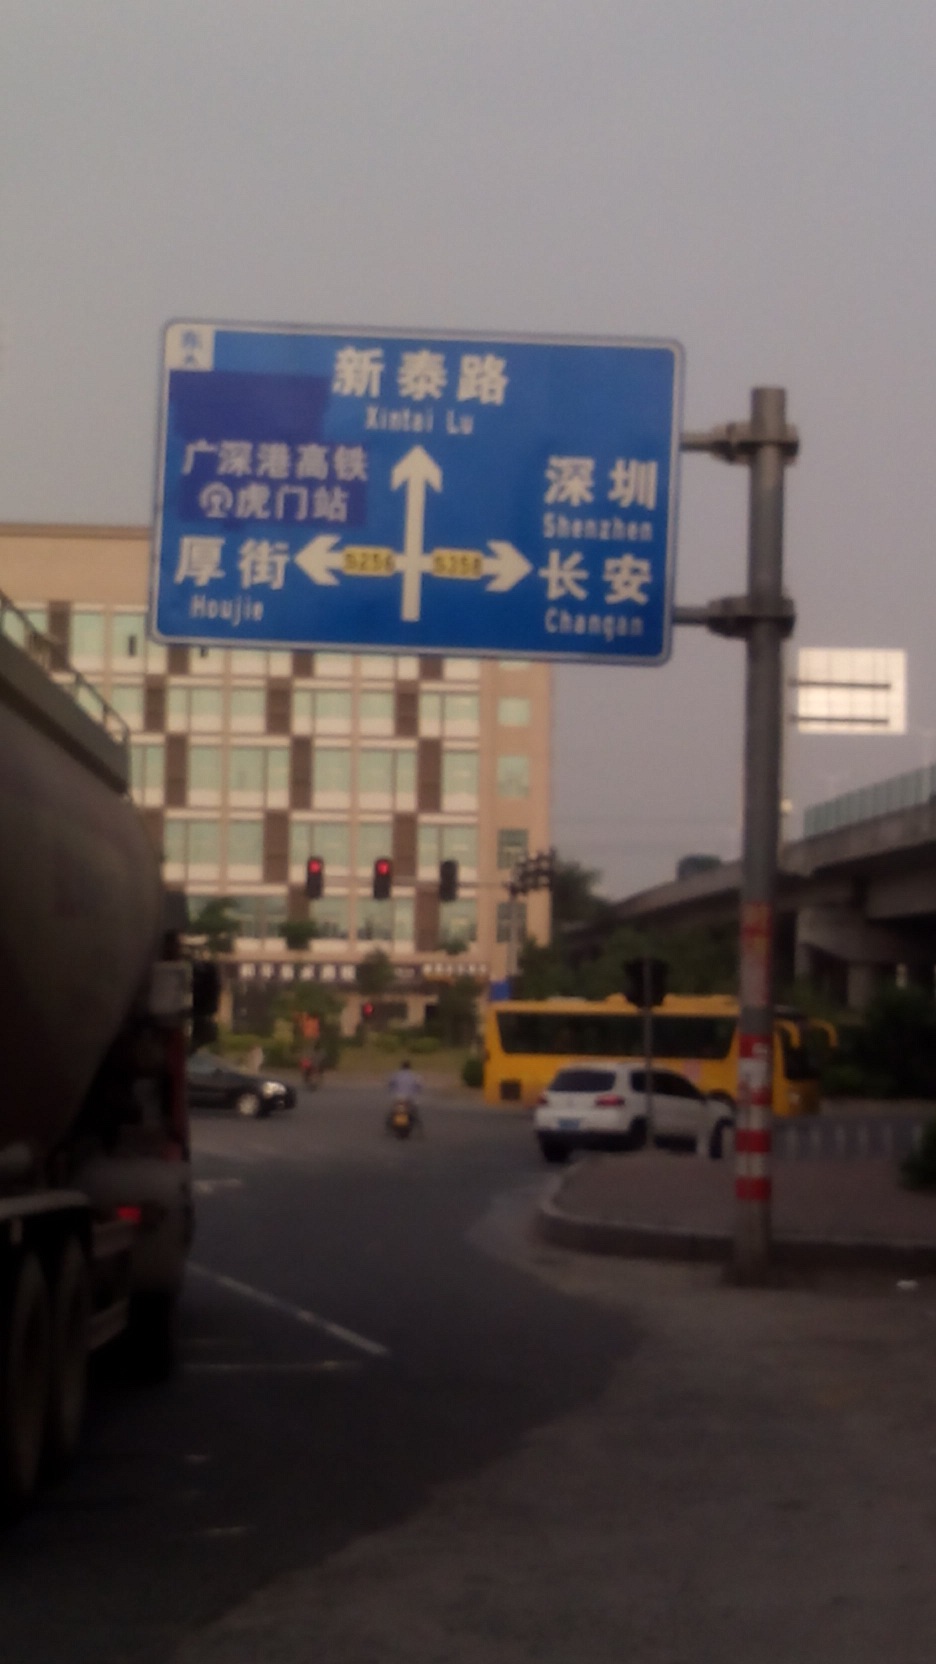 新泰路
Xintai Lu
广深港高铁
虎门站
厚街
Houjie
S256
S358
深圳
Shenzhen
长安
Changan